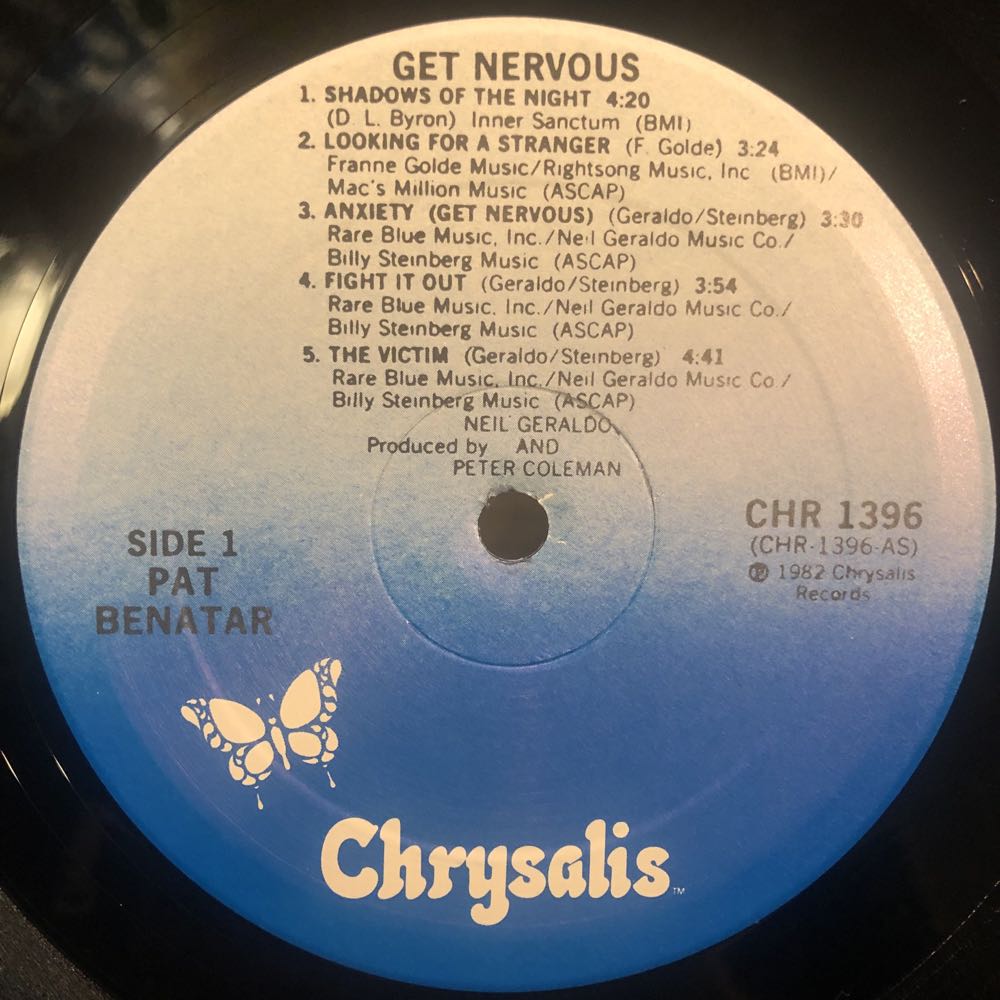 GET NERVOUS
1. SHADOWS OF THE NIGHT 4:20
(D. L. Byron) Inner Sanctum (BMI)
2. LOOKING FOR A STRANGER (F. Golde) 3:24
Franne Golde Music/Rightsong Music, Inc (BMI)/
Mac's Million Music (ASCAP)
3. ANXIETY (GET NERVOUS) (Geraldo/Steinberg) 3:30
Rare Blue Music, Inc./Neil Geraldo Music Co./
Billy Steinberg Music (ASCAP)
4. FIGHT IT OUT (Geraldo/Steinberg) 3:54
Rare Blue Music, Inc./Neil Geraldo Music Co./
Billy Steinberg Music (ASCAP)
5. THE VICTIM (Geraldo/Steinberg) 4:41
Rare Blue Music, Inc./Neil Geraldo Music Co./
Billy Steinberg Music (ASCAP)
NEIL GERALDO
Produced by AND
PETER COLEMAN
SIDE 1
PAT
BENATAR
CHR 1396
(CHR-1396-AS)
℗ 1982 Chrysalis
Records
Chrysalis™